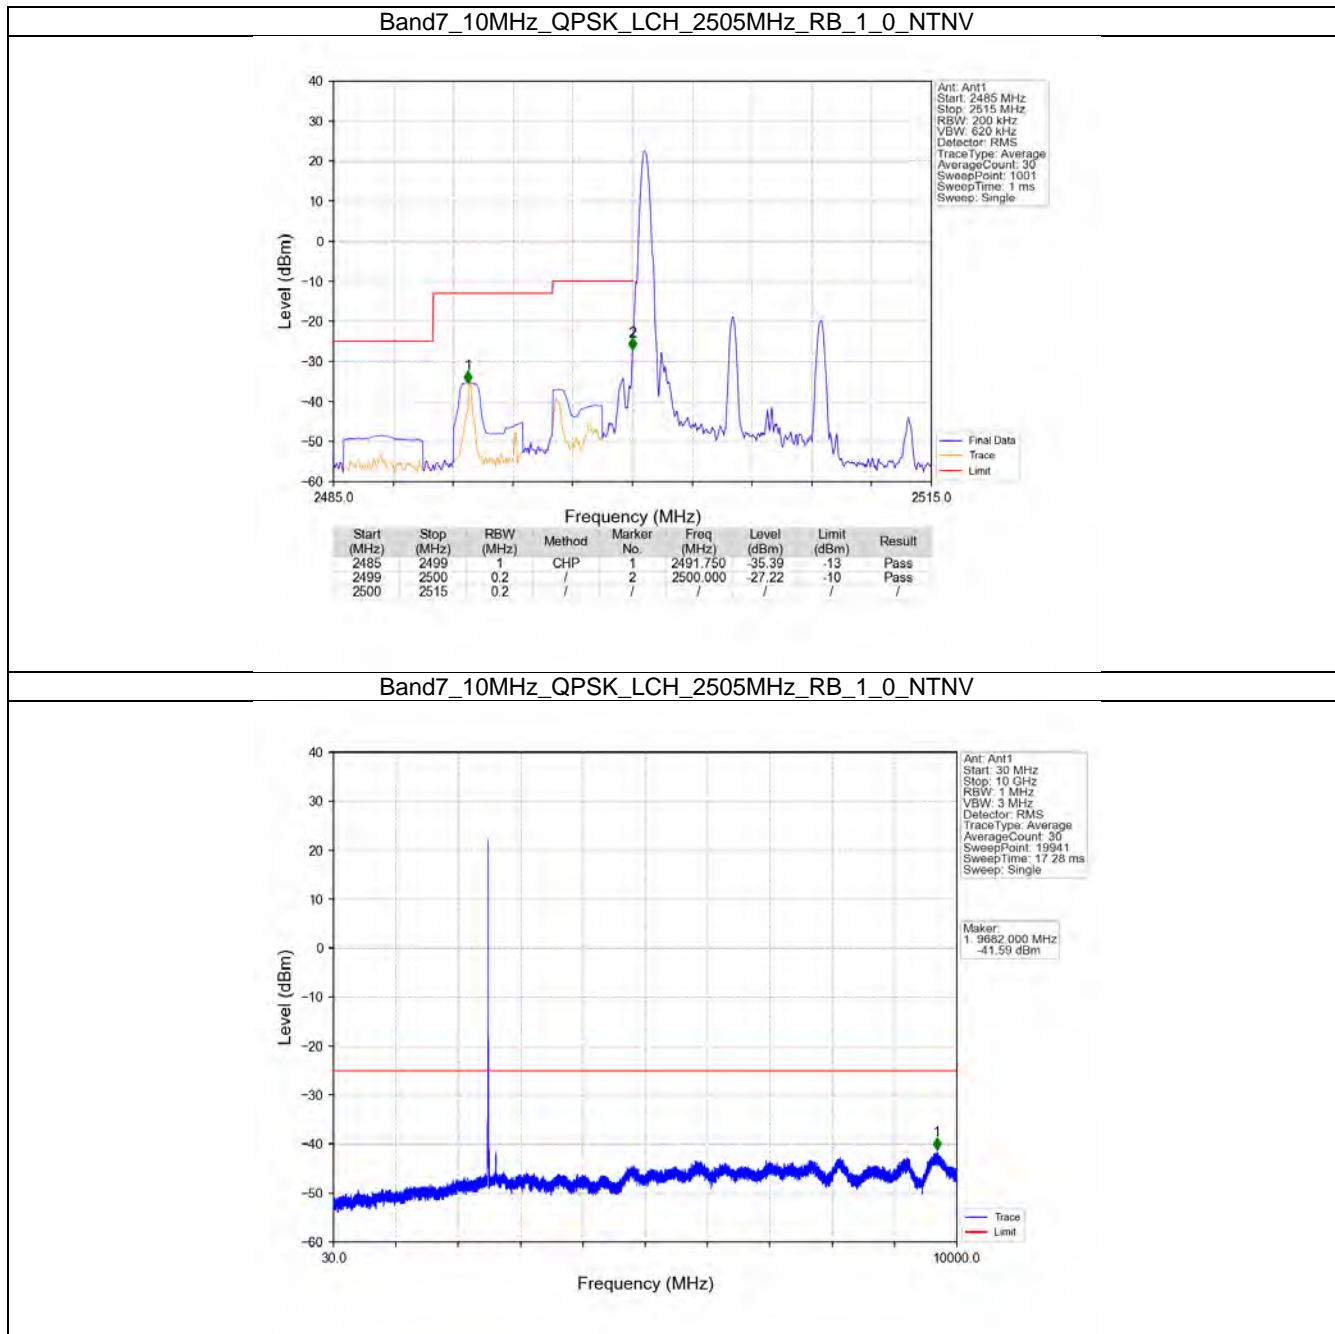 Band7_10MHz_QPSK_LCH_2505MHz_RB_1_0_NTNV
40
30
20
10
0
−10
−20
−30
−40
−50
−60
Level (dBm)
1
2
2485.0
2515.0
Frequency (MHz)
Ant: Ant1
Start: 2485 MHz
Stop: 2515 MHz
RBW: 200 kHz
VBW: 620 kHz
Detector: RMS
TraceType: Average
AverageCount: 30
SweepPoint: 1001
SweepTime: 1 ms
Sweep: Single
Final Data
Trace
Limit
Start (MHz) Stop (MHz) RBW (MHz) Method Marker No. Freq (MHz) Level (dBm) Limit (dBm) Result
2485 2499 1 CHP 1 2491.750 -35.39 -13 Pass
2499 2500 0.2 / 2 2500.000 -27.22 -10 Pass
2500 2515 0.2 / / / / / /
Band7_10MHz_QPSK_LCH_2505MHz_RB_1_0_NTNV
40
30
20
10
0
−10
−20
−30
−40
−50
−60
Level (dBm)
1
30.0
10000.0
Frequency (MHz)
Ant: Ant1
Start: 30 MHz
Stop: 10 GHz
RBW: 1 MHz
VBW: 3 MHz
Detector: RMS
TraceType: Average
AverageCount: 30
SweepPoint: 19941
SweepTime: 17.28 ms
Sweep: Single
Maker:
1. 9682.000 MHz
-41.59 dBm
Trace
Limit